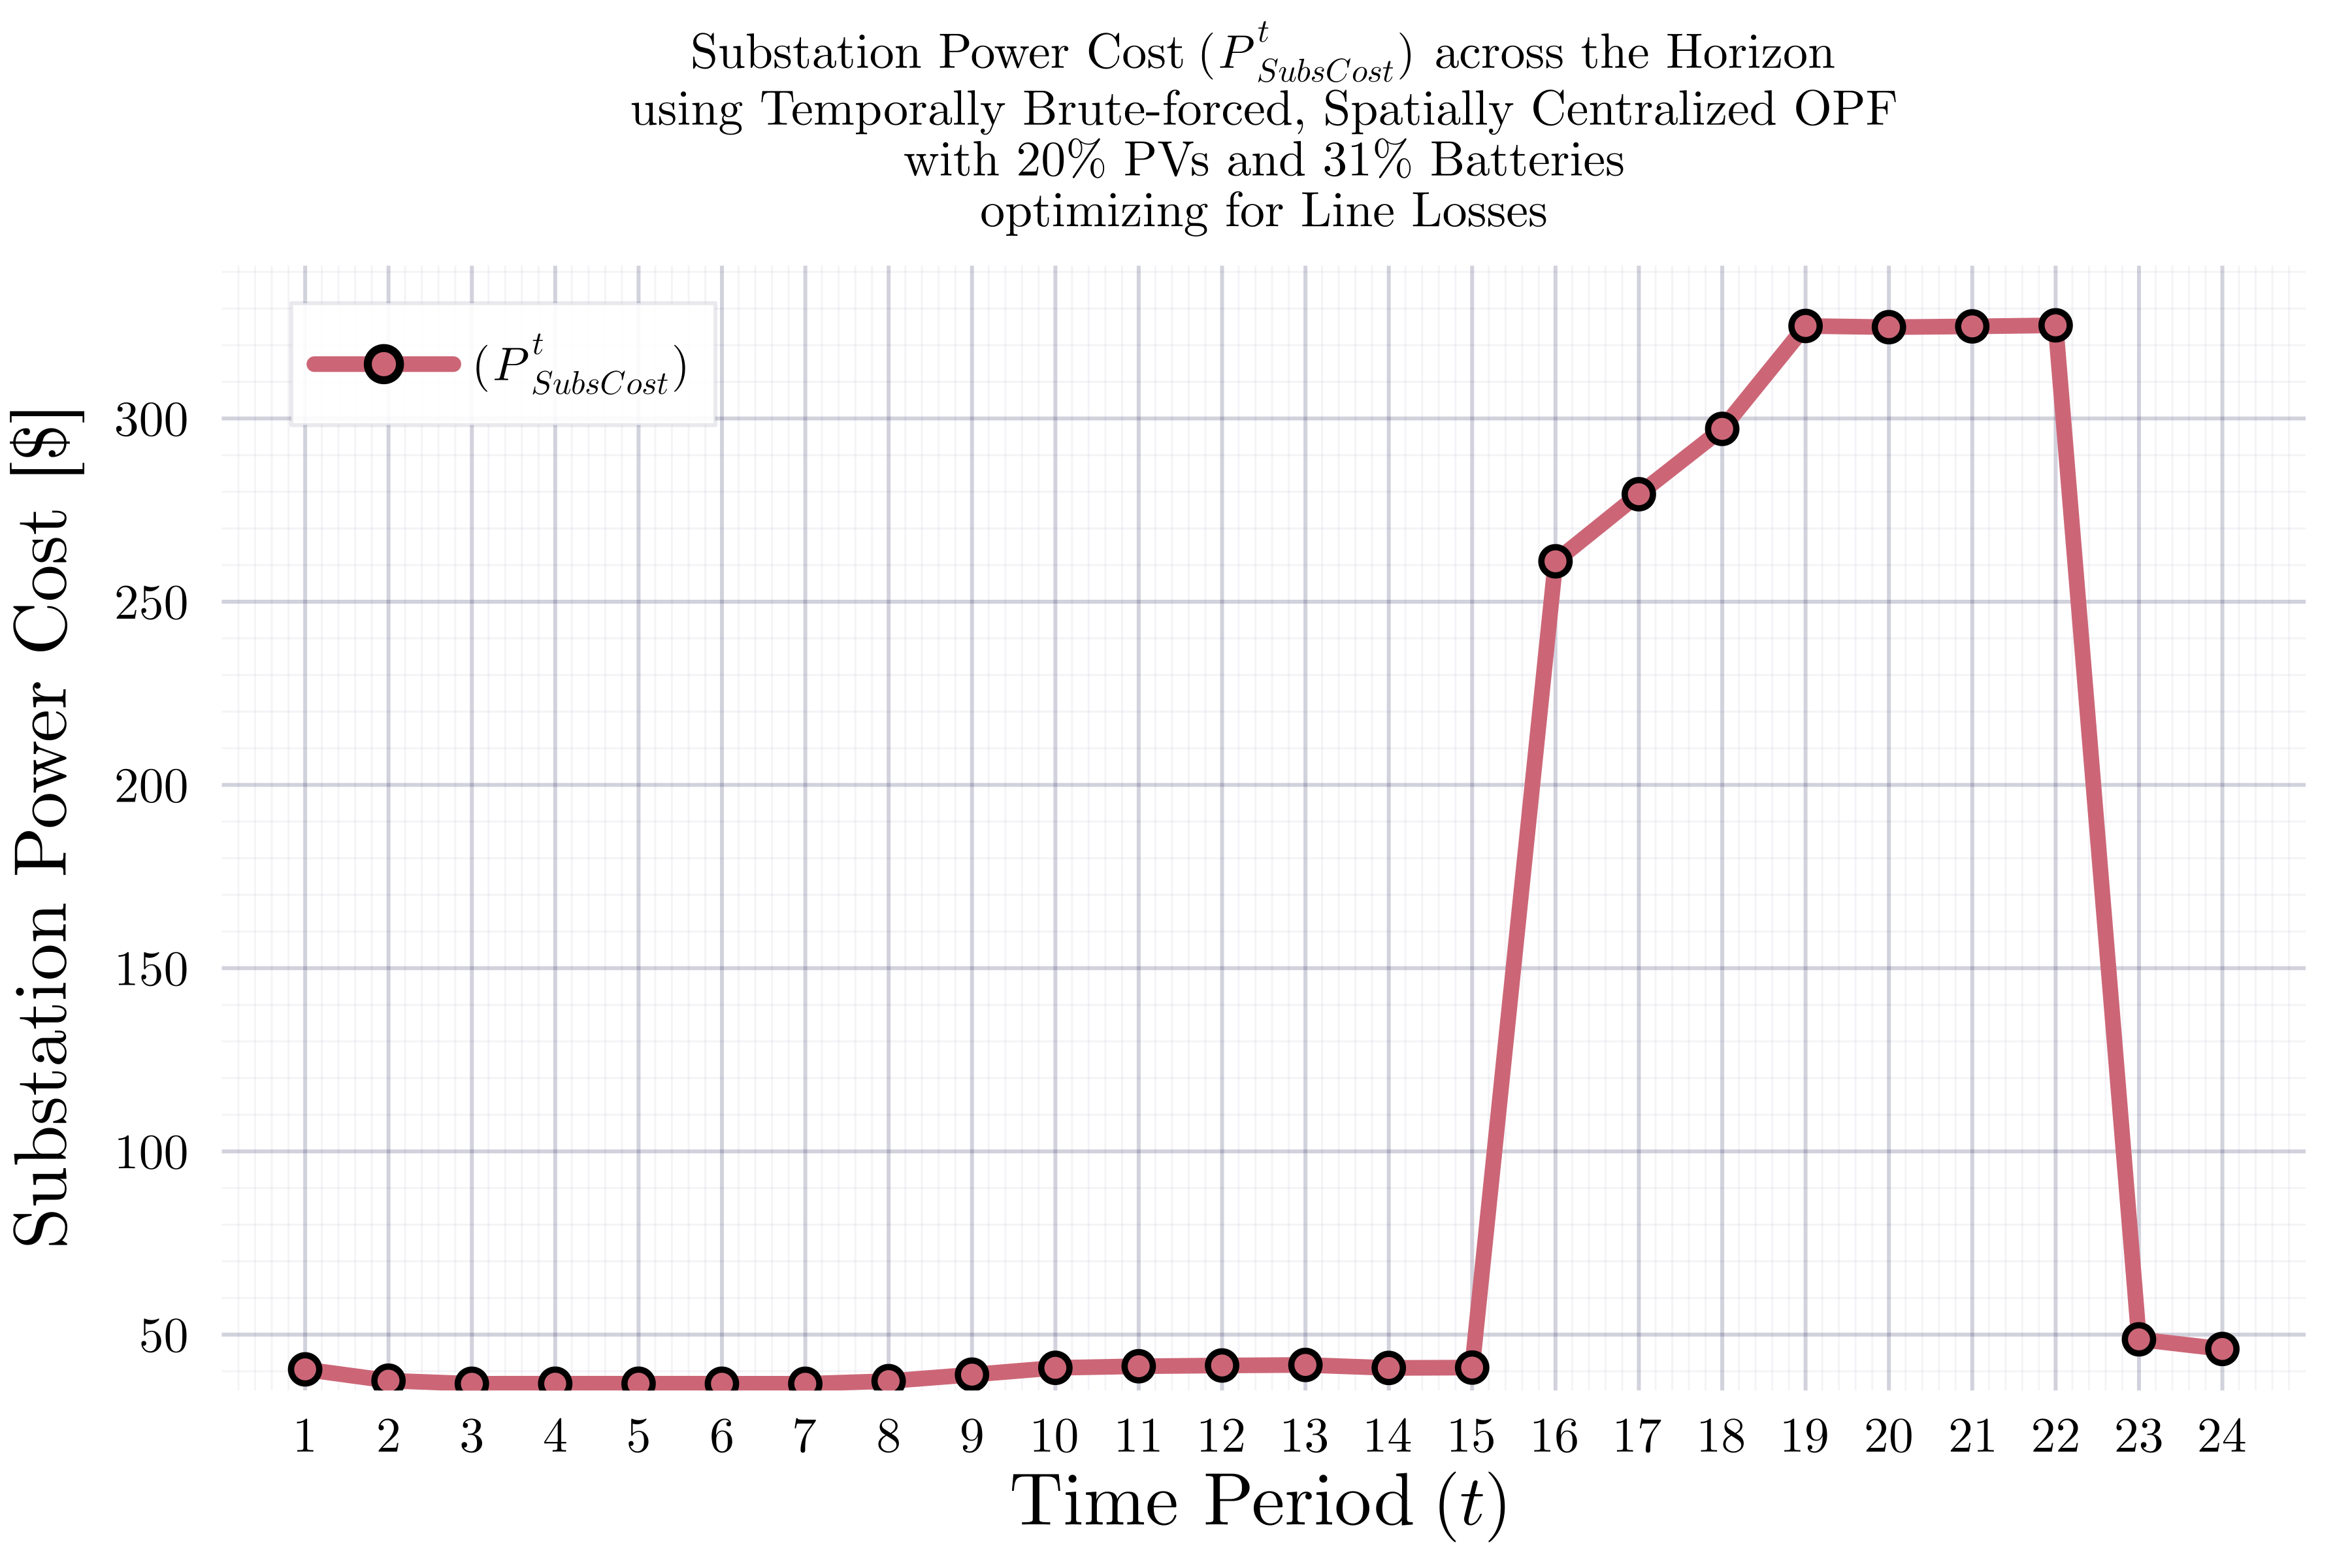 Substation Power Cost (P^t_SubsCost) across the Horizon
using Temporally Brute-forced, Spatially Centralized OPF
with 20% PVs and 31% Batteries
optimizing for Line Losses
(P^t_SubsCost)
Substation Power Cost [$]
300
250
200
150
100
50
1 2 3 4 5 6 7 8 9 10 11 12 13 14 15 16 17 18 19 20 21 22 23 24
Time Period (t)